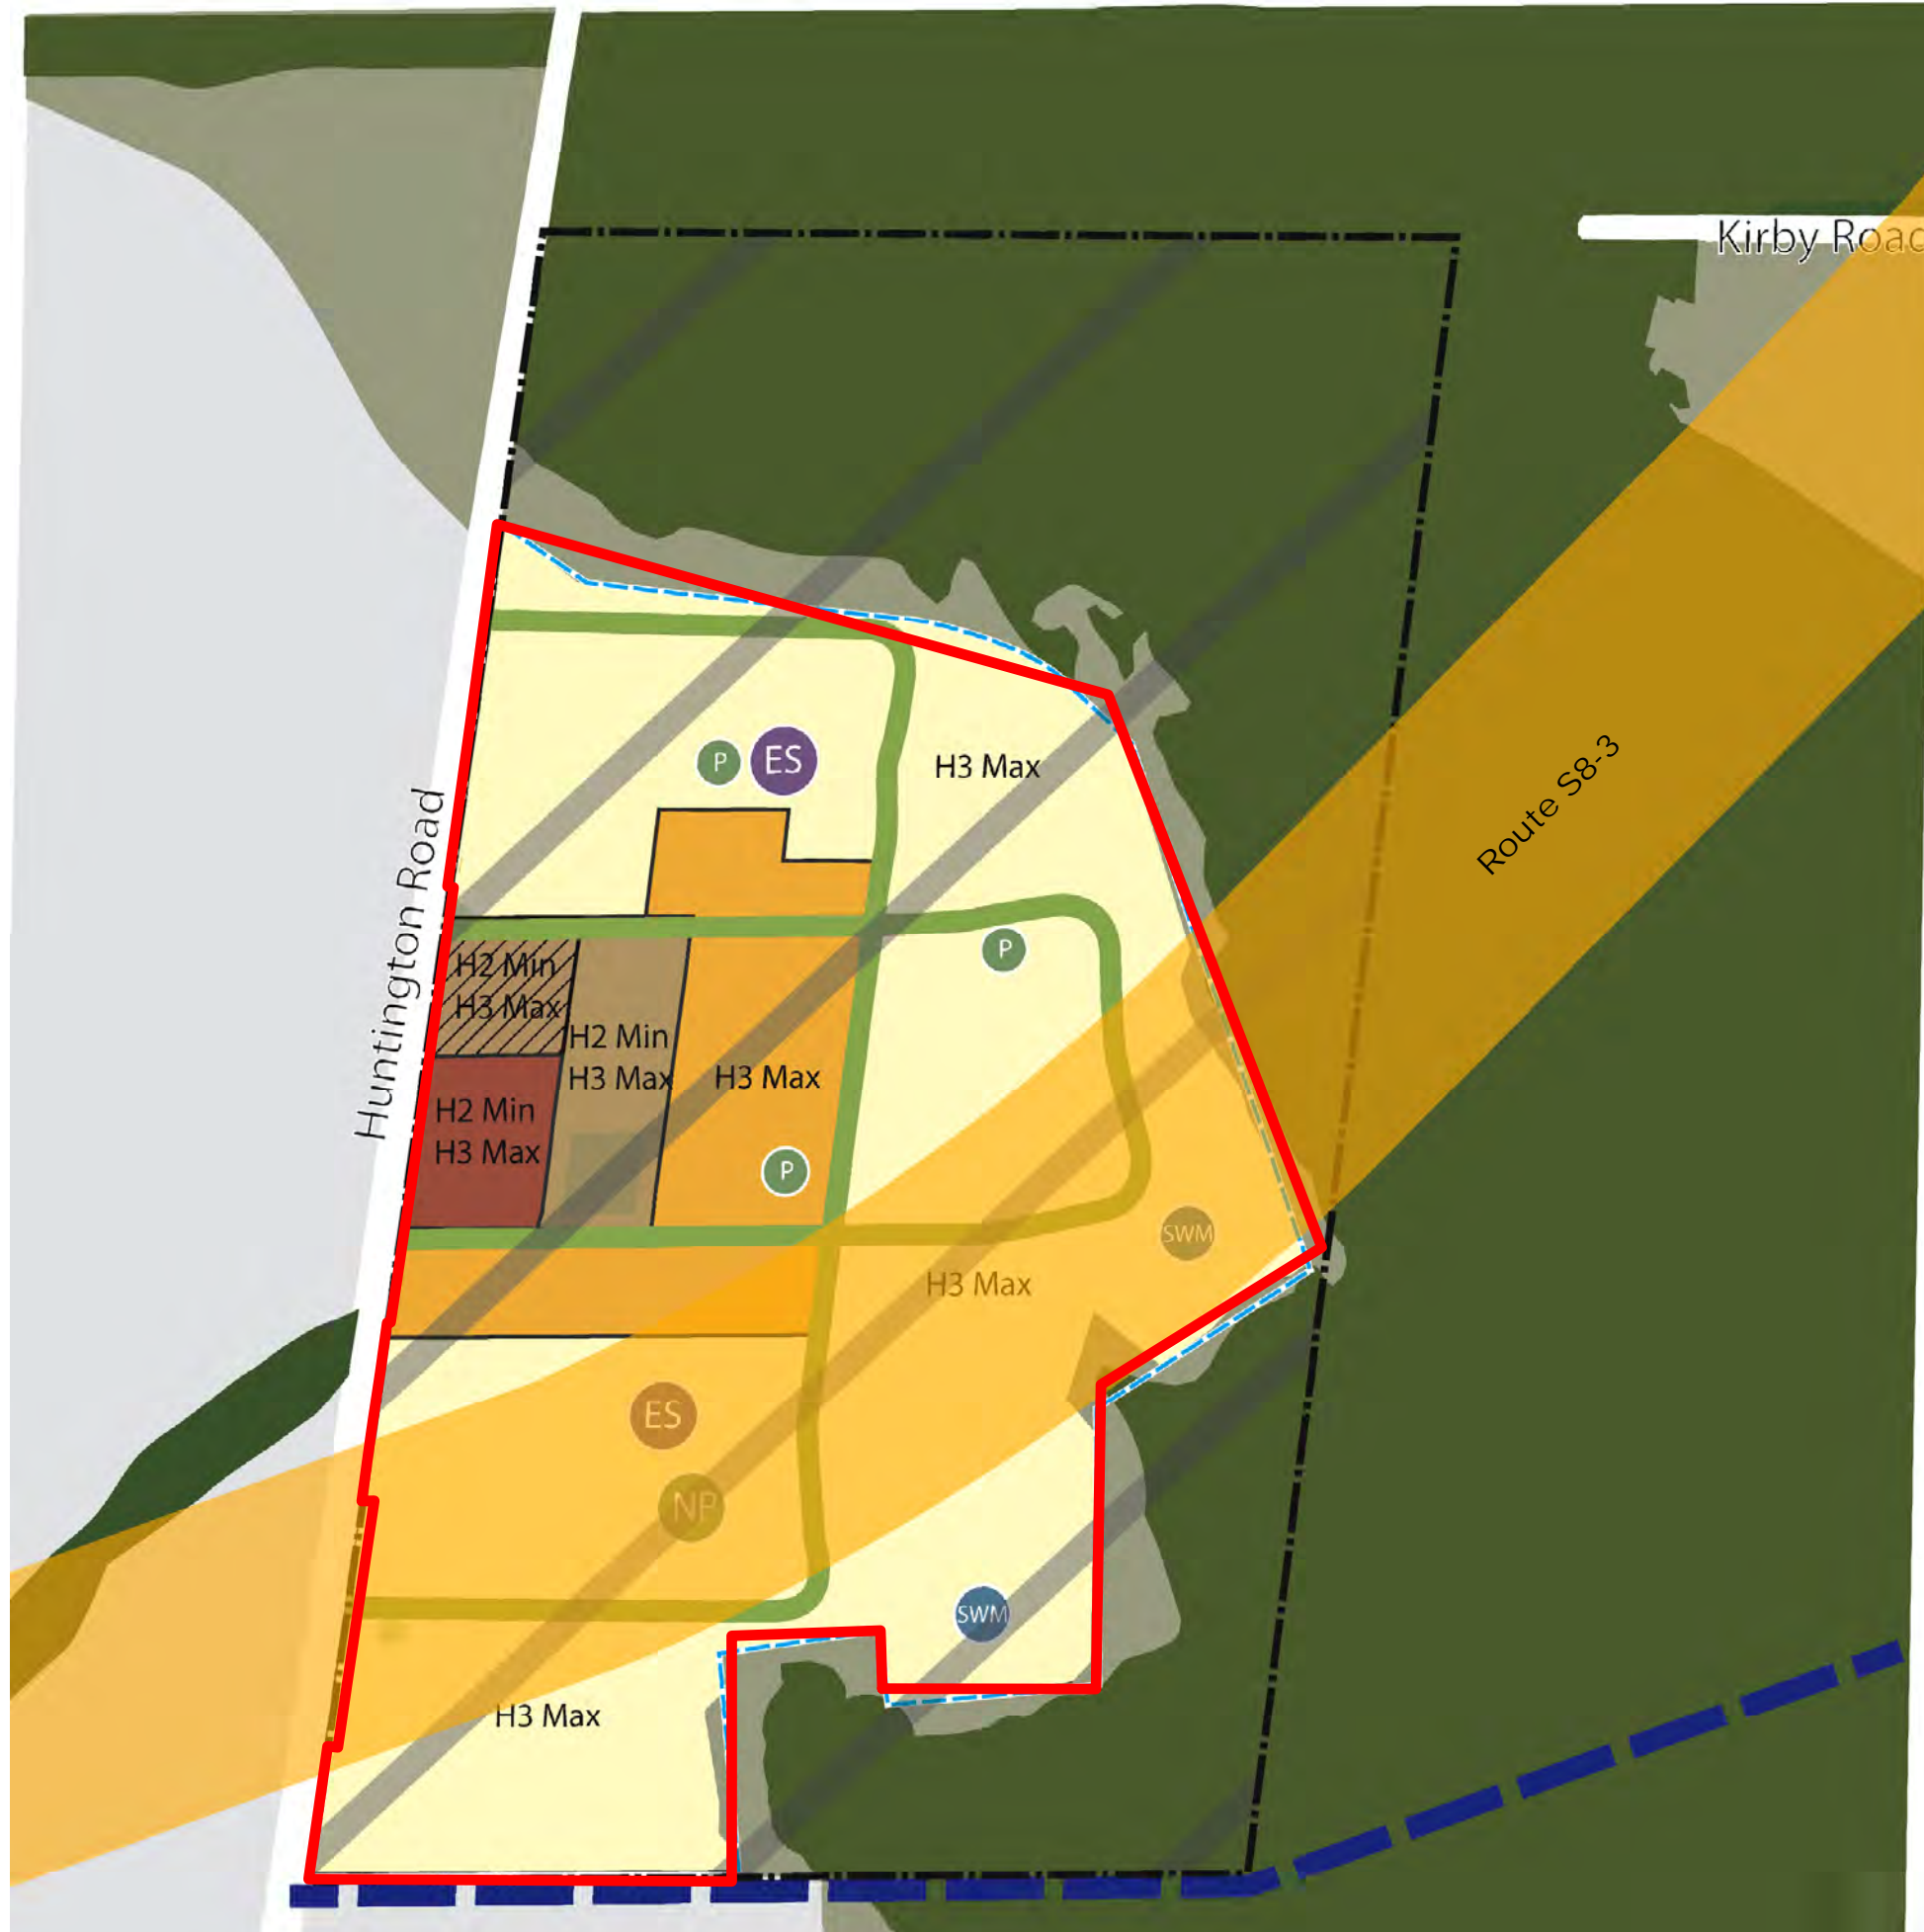 Kirby Road
Route S8-3
P
ES
H3 Max
Huntington Road
P
H2 Min
H3 Max
H2 Min
H3 Max
H3 Max
H2 Min
H3 Max
P
SWM
H3 Max
ES
NP
SWM
H3 Max